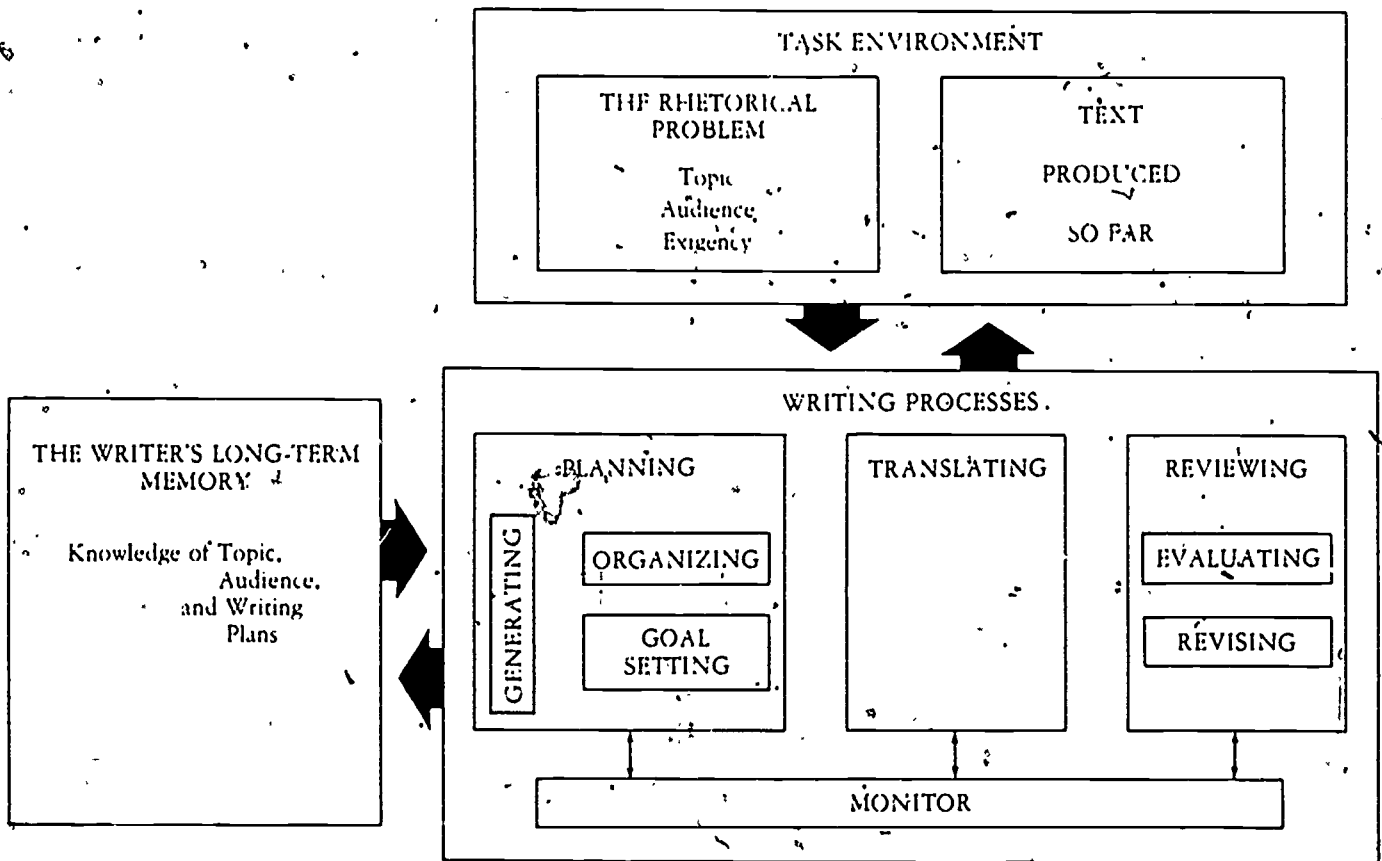 TASK ENVIRONMENT
THE RHETORICAL
PROBLEM
Topic
Audience
Exigency
TEXT
PRODUCED
SO FAR
WRITING PROCESSES
THE WRITER'S LONG-TERM
MEMORY
Knowledge of Topic,
Audience,
and Writing
Plans
PLANNING
GENERATING
ORGANIZING
GOAL
SETTING
TRANSLATING
REVIEWING
EVALUATING
REVISING
MONITOR